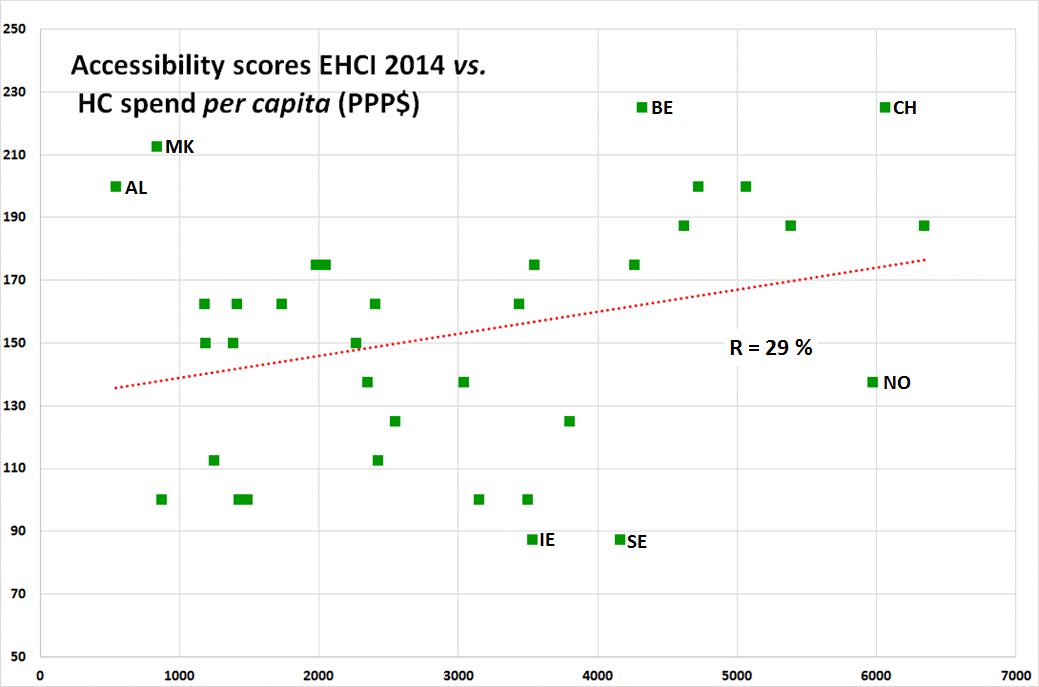 250
Accessibility scores EHCI 2014 vs.
HC spend per capita (PPP$)
230
BE
CH
MK
210
AL
190
170
150
R = 29 %
130
NO
110
90
IE
SE
70
50
0 1000 2000 3000 4000 5000 6000 7000